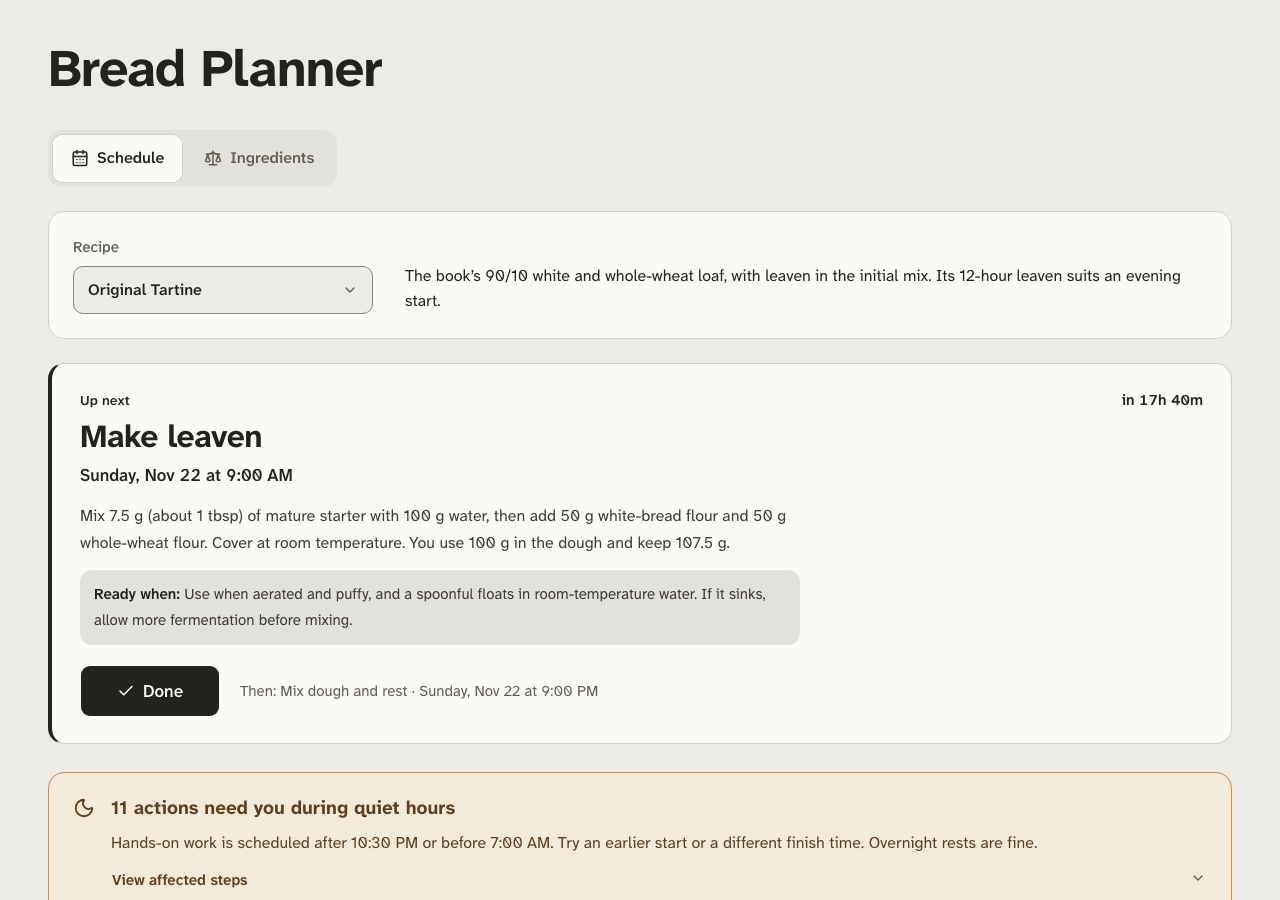 Bread Planner
Schedule
Ingredients
Recipe
Original Tartine
The book’s 90/10 white and whole-wheat loaf, with leaven in the initial mix. Its 12-hour leaven suits an evening
start.
Up next
in 17h 40m
Make leaven
Sunday, Nov 22 at 9:00 AM
Mix 7.5 g (about 1 tbsp) of mature starter with 100 g water, then add 50 g white-bread flour and 50 g
whole-wheat flour. Cover at room temperature. You use 100 g in the dough and keep 107.5 g.
Ready when: Use when aerated and puffy, and a spoonful floats in room-temperature water. If it sinks,
allow more fermentation before mixing.
Done
Then: Mix dough and rest · Sunday, Nov 22 at 9:00 PM
11 actions need you during quiet hours
Hands-on work is scheduled after 10:30 PM or before 7:00 AM. Try an earlier start or a different finish time. Overnight rests are fine.
View affected steps